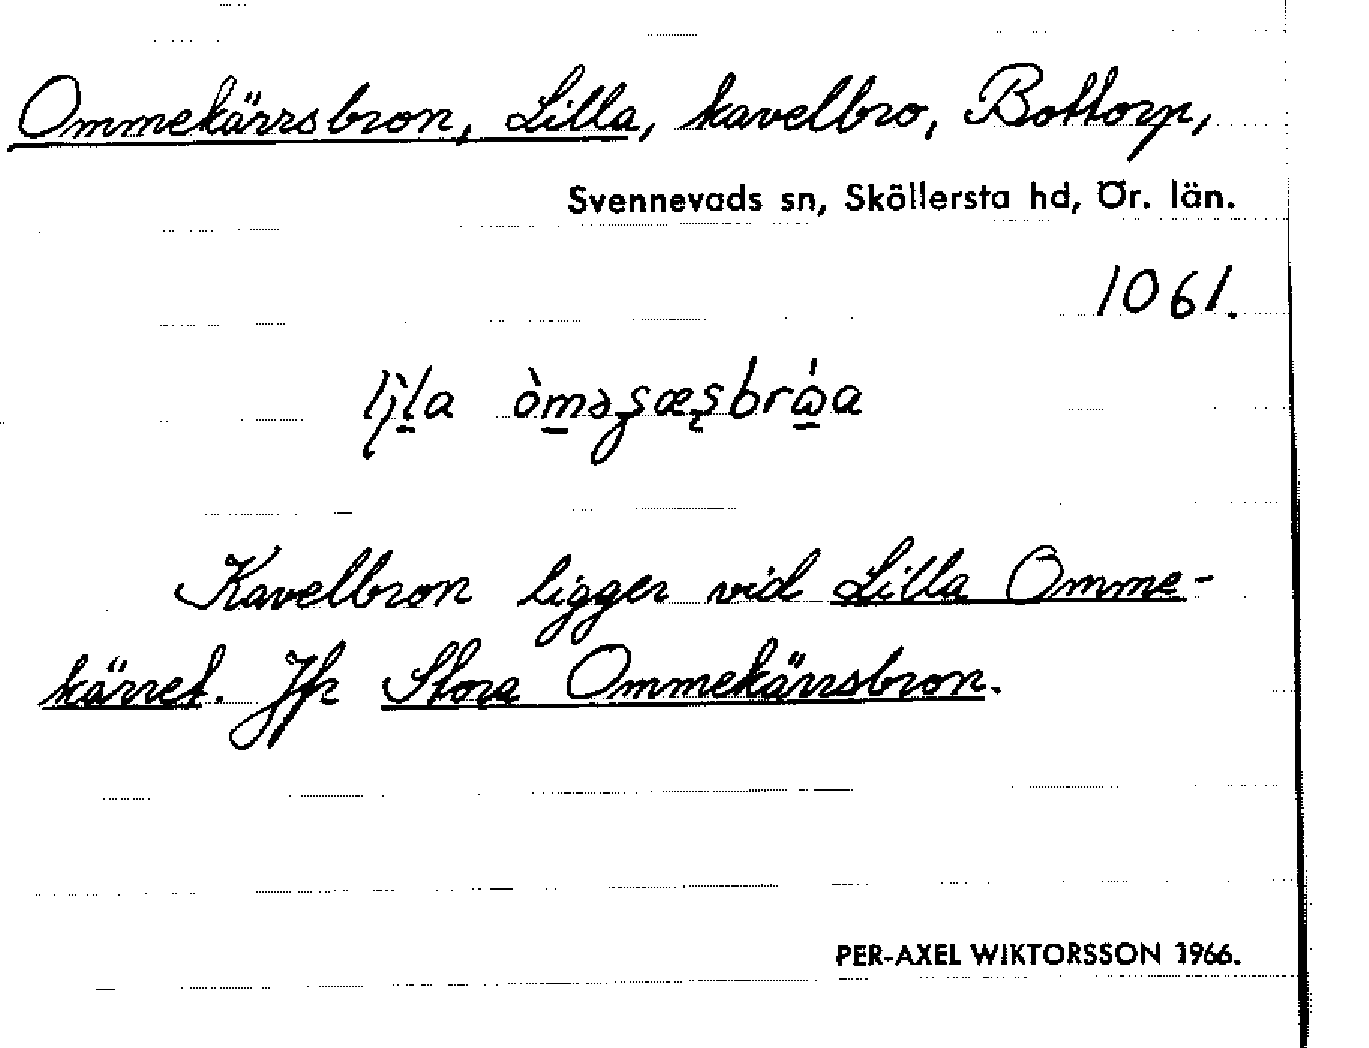 Ommekärrsbron, Lilla, kavelbro, Bottorp,
Svennevads sn, Sköllersta hd, Ör. län.
1061.
Kavelbron ligger vid Lilla Omme-
kärret. Jfr Stora Ommekärrsbron.
PER-AXEL WIKTORSSON 1966.